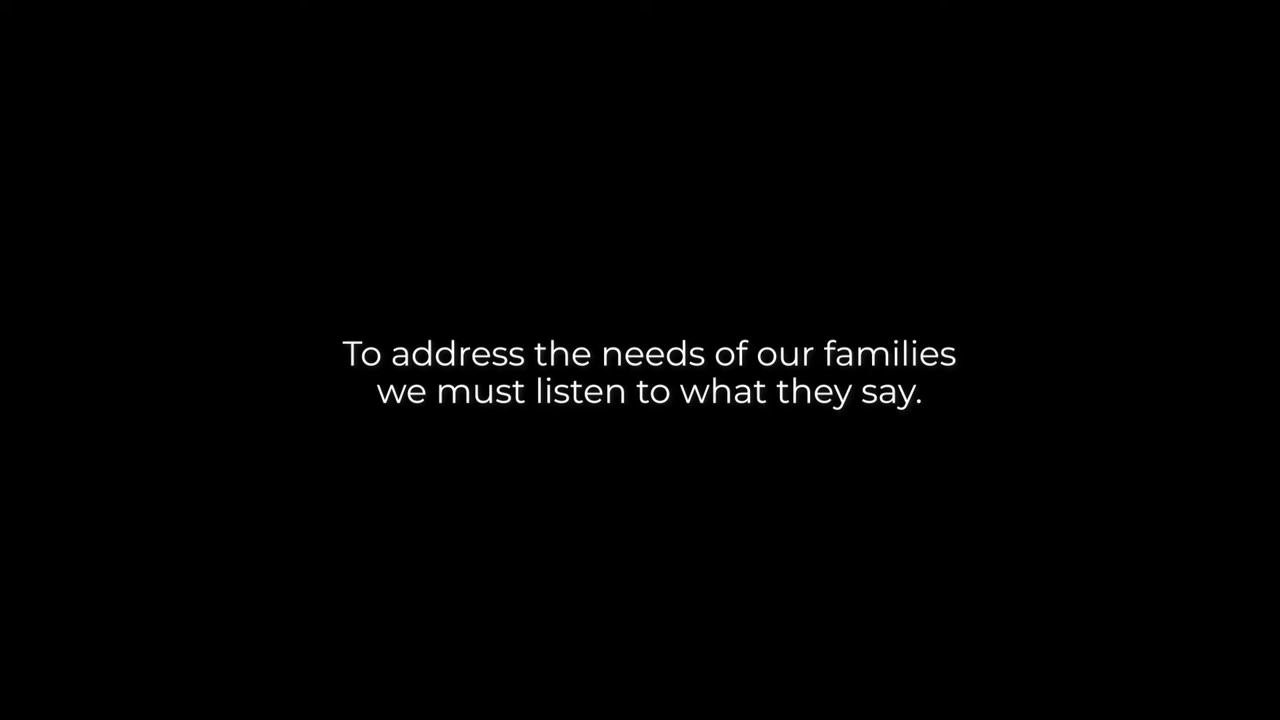 To address the needs of our families
we must listen to what they say.